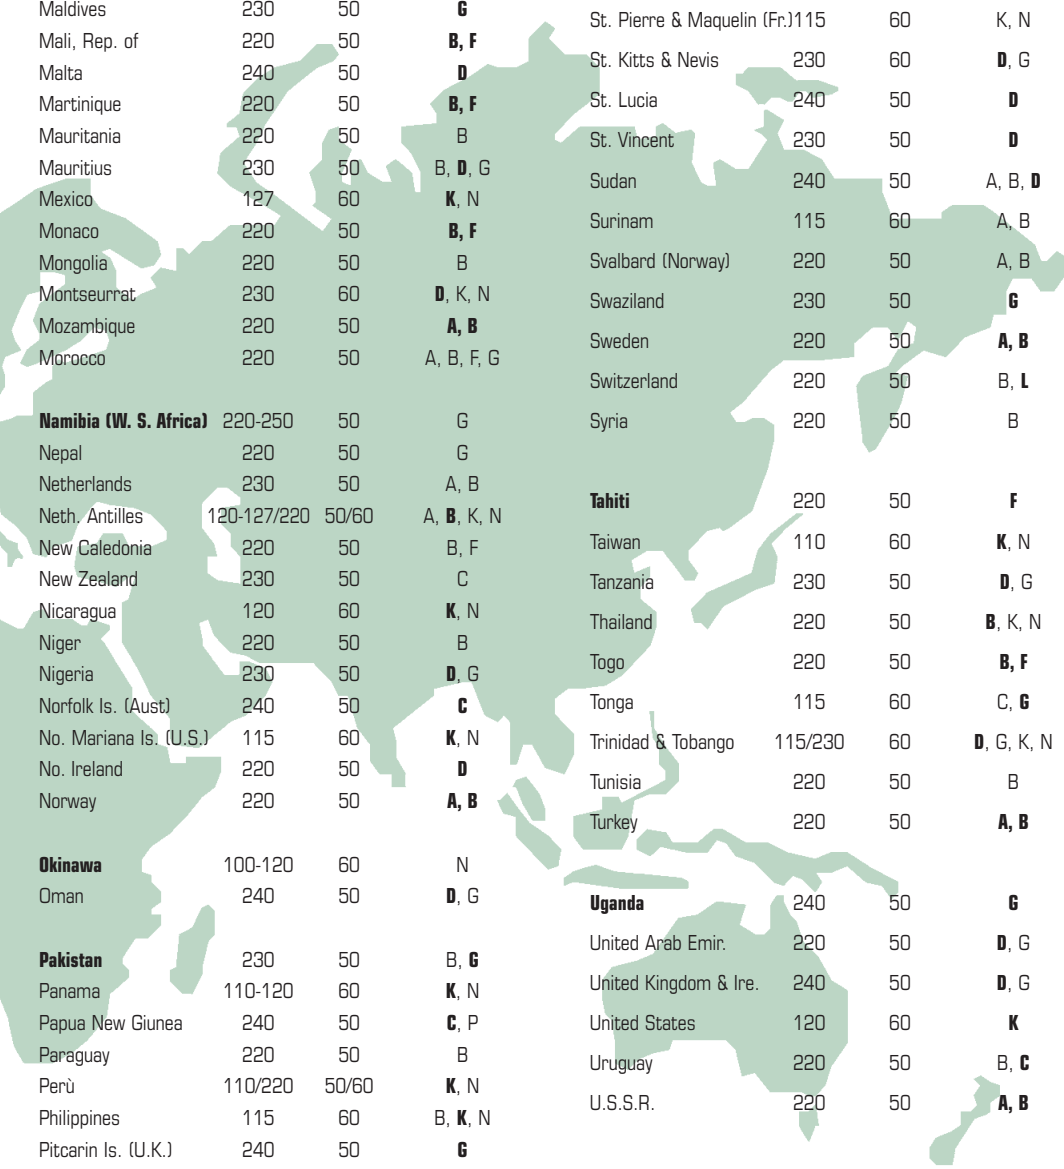 Maldives 230 50 G
Mali, Rep. of 220 50 B, F
Malta 240 50 D
Martinique 220 50 B, F
Mauritania 220 50 B
Mauritius 230 50 B, D, G
Mexico 127 60 K, N
Monaco 220 50 B, F
Mongolia 220 50 B
Montseurrat 230 60 D, K, N
Mozambique 220 50 A, B
Morocco 220 50 A, B, F, G
Namibia (W. S. Africa) 220-250 50 G
Nepal 220 50 G
Netherlands 230 50 A, B
Neth. Antilles 120-127/220 50/60 A, B, K, N
New Caledonia 220 50 B, F
New Zealand 230 50 C
Nicaragua 120 60 K, N
Niger 220 50 B
Nigeria 230 50 D, G
Norfolk Is. (Aust) 240 50 C
No. Mariana Is. (U.S.) 115 60 K, N
No. Ireland 220 50 D
Norway 220 50 A, B
Okinawa 100-120 60 N
Oman 240 50 D, G
Pakistan 230 50 B, G
Panama 110-120 60 K, N
Papua New Giunea 240 50 C, P
Paraguay 220 50 B
Perù 110/220 50/60 K, N
Philippines 115 60 B, K, N
Pitcarin Is. (U.K.) 240 50 G
St. Pierre & Maquelin (Fr.)115 60 K, N
St. Kitts & Nevis 230 60 D, G
St. Lucia 240 50 D
St. Vincent 230 50 D
Sudan 240 50 A, B, D
Surinam 115 60 A, B
Svalbard (Norway) 220 50 A, B
Swaziland 230 50 G
Sweden 220 50 A, B
Switzerland 220 50 B, L
Syria 220 50 B
Tahiti 220 50 F
Taiwan 110 60 K, N
Tanzania 230 50 D, G
Thailand 220 50 B, K, N
Togo 220 50 B, F
Tonga 115 60 C, G
Trinidad & Tobango 115/230 60 D, G, K, N
Tunisia 220 50 B
Turkey 220 50 A, B
Uganda 240 50 G
United Arab Emir. 220 50 D, G
United Kingdom & Ire. 240 50 D, G
United States 120 60 K
Uruguay 220 50 B, C
U.S.S.R. 220 50 A, B